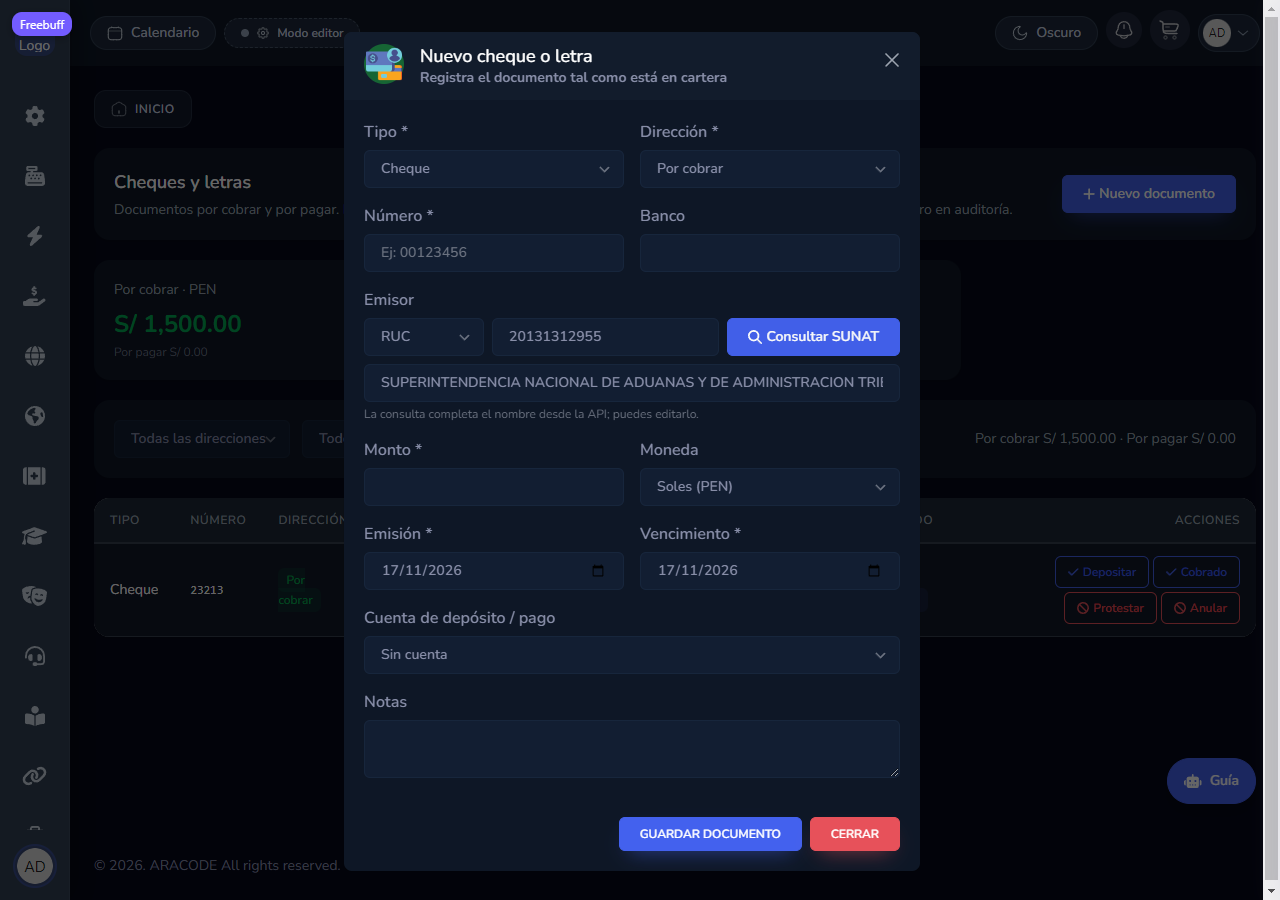 Freebuff
Logo
Calendario
Modo editor
Oscuro
AD
INICIO
Cheques y letras
Documentos por cobrar y por pagar.
ro en auditoría.
+ Nuevo documento
Por cobrar · PEN
S/ 1,500.00
Por pagar S/ 0.00
Todas las direcciones
Tod
Por cobrar S/ 1,500.00 · Por pagar S/ 0.00
TIPO
NÚMERO
DIRECCIÓN
DO
ACCIONES
Cheque
23213
Por
cobrar
Depositar
Cobrado
Protestar
Anular
Guía
© 2026. ARACODE All rights reserved.
AD
Nuevo cheque o letra
Registra el documento tal como está en cartera
Tipo *
Dirección *
Cheque
Por cobrar
Número *
Banco
Ej: 00123456
Emisor
RUC
20131312955
Consultar SUNAT
SUPERINTENDENCIA NACIONAL DE ADUANAS Y DE ADMINISTRACION TRIB
La consulta completa el nombre desde la API; puedes editarlo.
Monto *
Moneda
Soles (PEN)
Emisión *
Vencimiento *
17/11/2026
17/11/2026
Cuenta de depósito / pago
Sin cuenta
Notas
GUARDAR DOCUMENTO
CERRAR